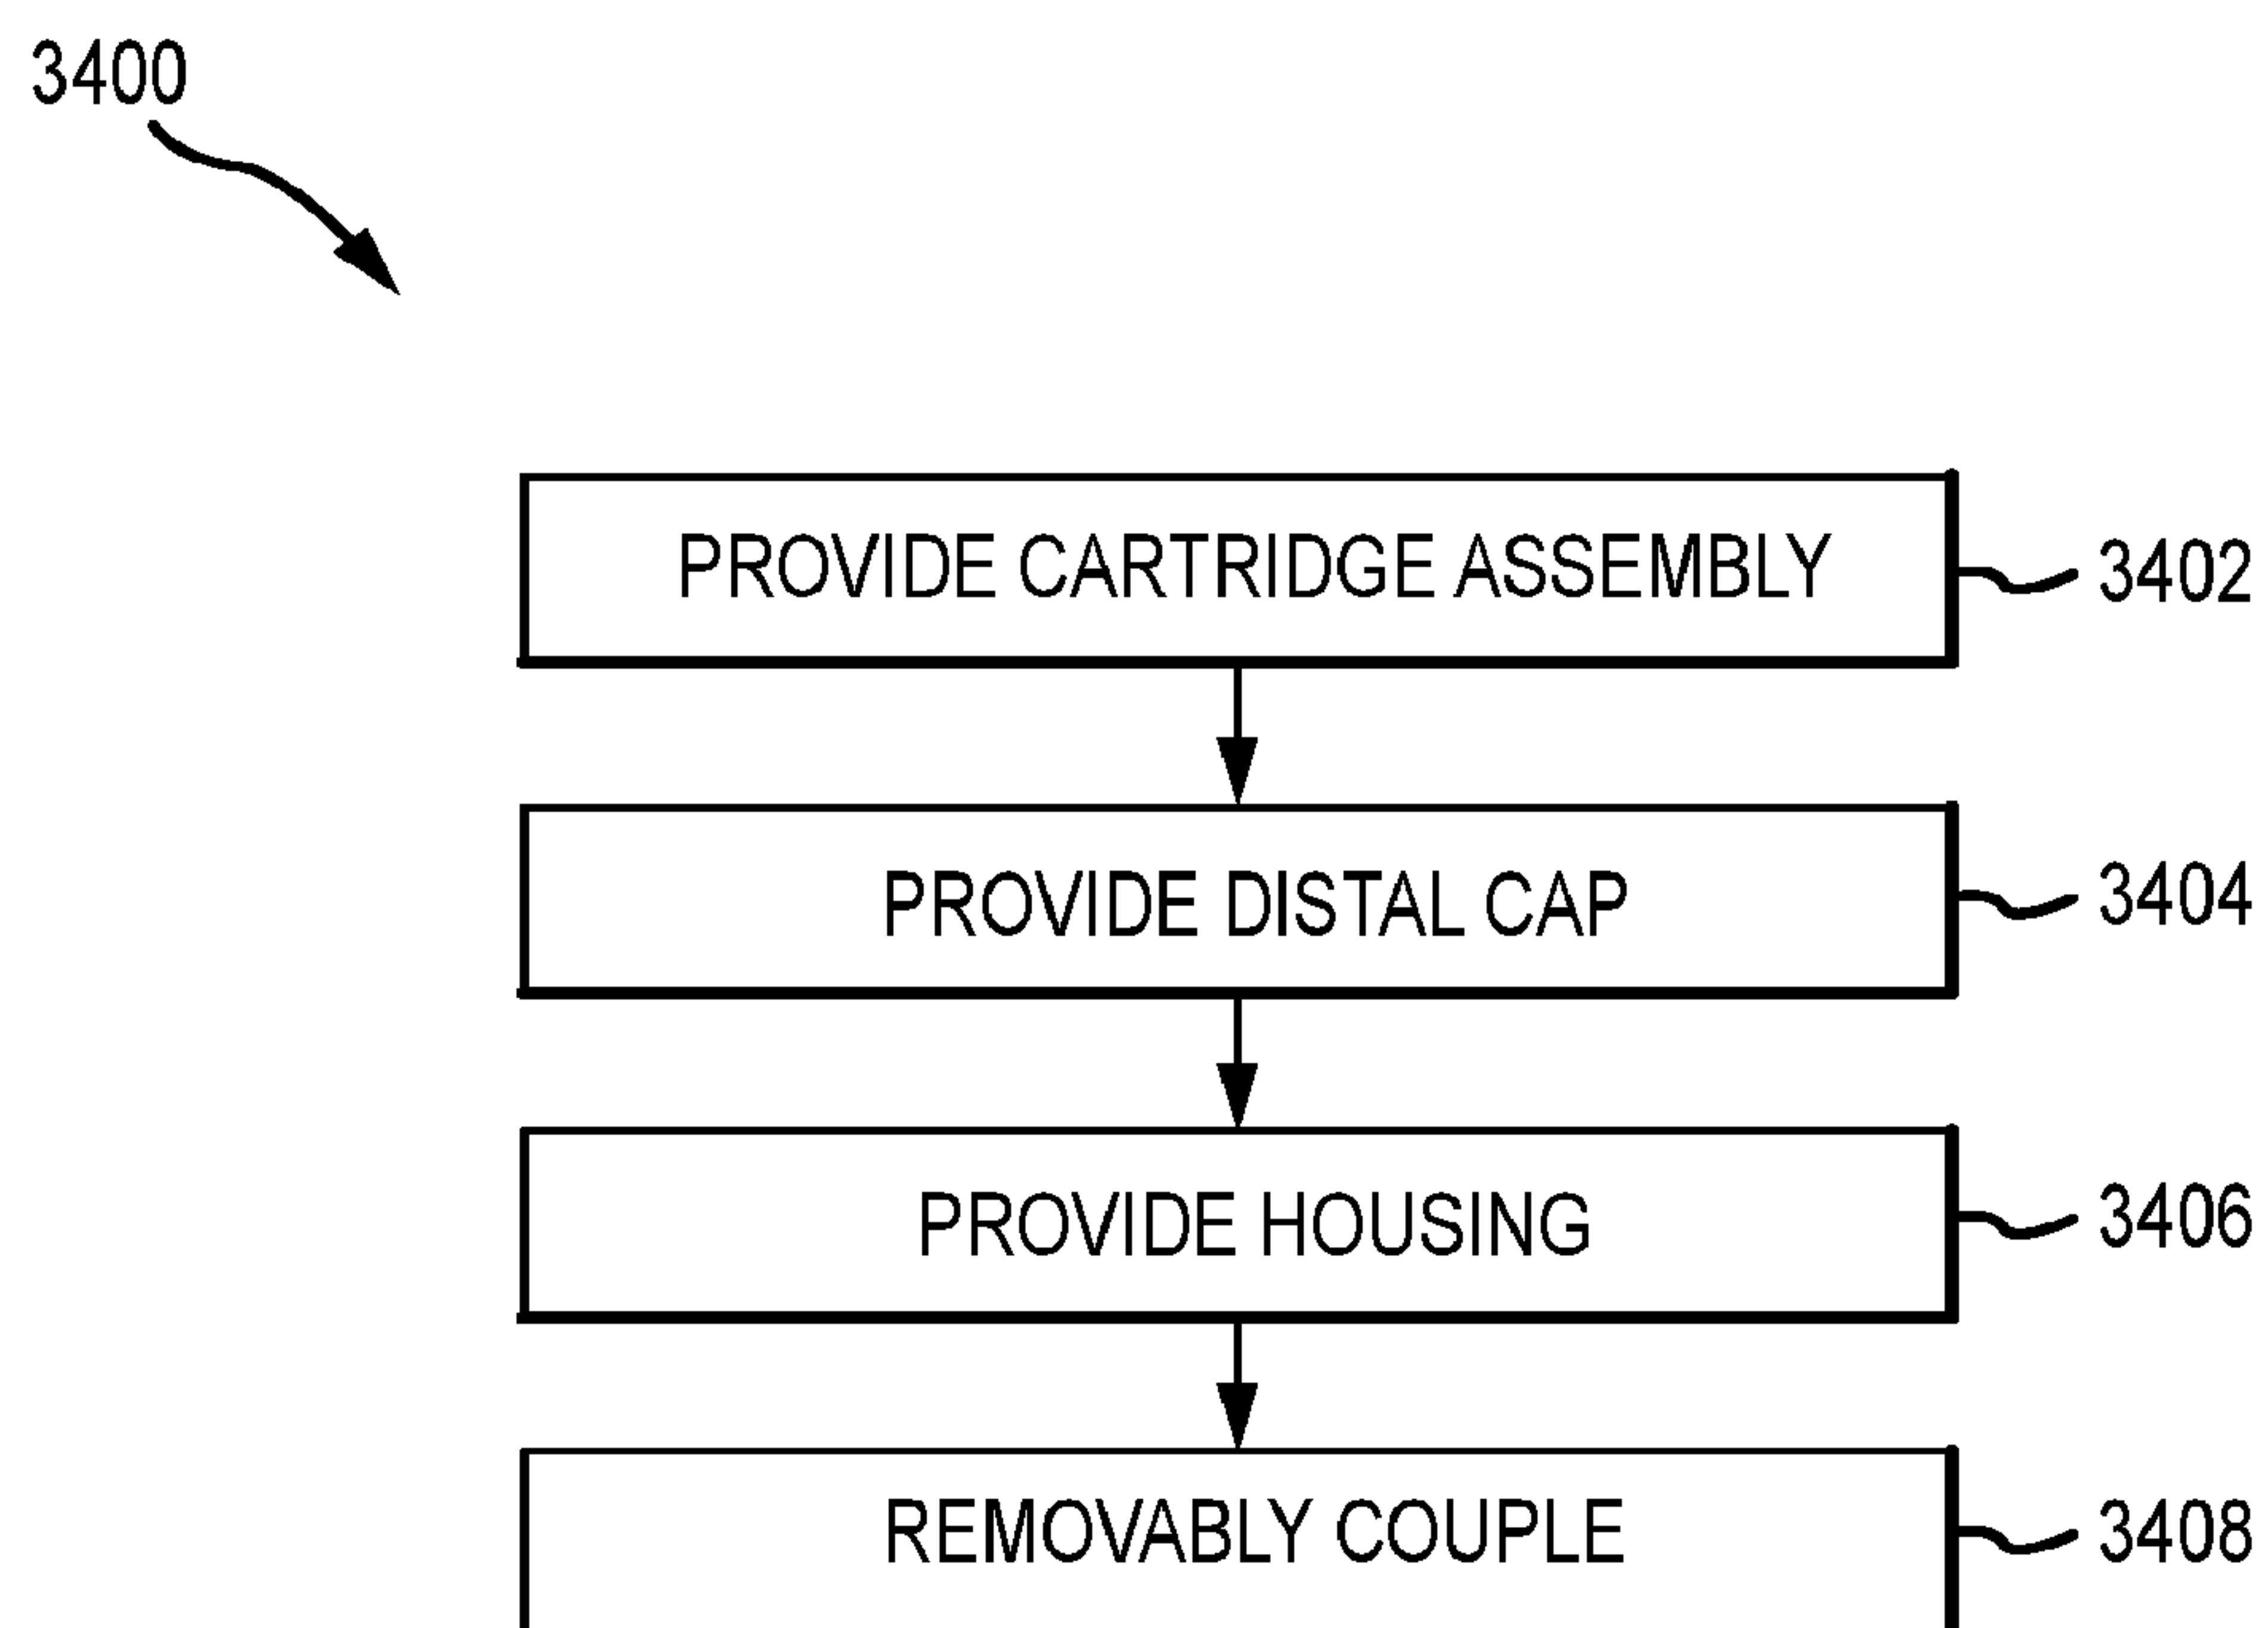 3400
PROVIDE CARTRIDGE ASSEMBLY
3402
PROVIDE DISTAL CAP
3404
PROVIDE HOUSING
3406
REMOVABLY COUPLE
3408